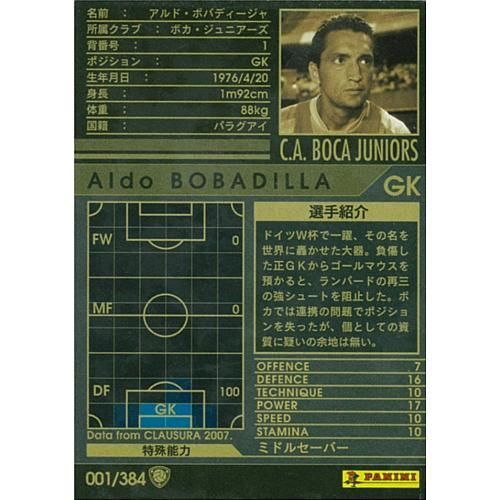 名前 : アルド・ボバディージャ
所属クラブ : ボカ・ジュニアーズ
背番号 : 1
ポジション : GK
生年月日 : 1976/4/20
身長 : 1m92cm
体重 : 88kg
国籍 : パラグアイ
C.A. BOCA JUNIORS
Aldo BOBADILLA
GK
FW 0
MF 0
DF 100
GK
Data from CLAUSURA 2007.
特殊能力
選手紹介
ドイツW杯で一躍、その名を
世界に轟かせた大器。負傷し
た正GKからゴールマウスを
預かると、ランパードの再三
の強シュートを阻止した。ボ
カでは連携の問題でポジショ
ンを失ったが、個としての資
質に疑いの余地は無い。
OFFENCE 7
DEFENCE 16
TECHNIQUE 10
POWER 17
SPEED 10
STAMINA 10
ミドルセーバー
001/384
PANINI